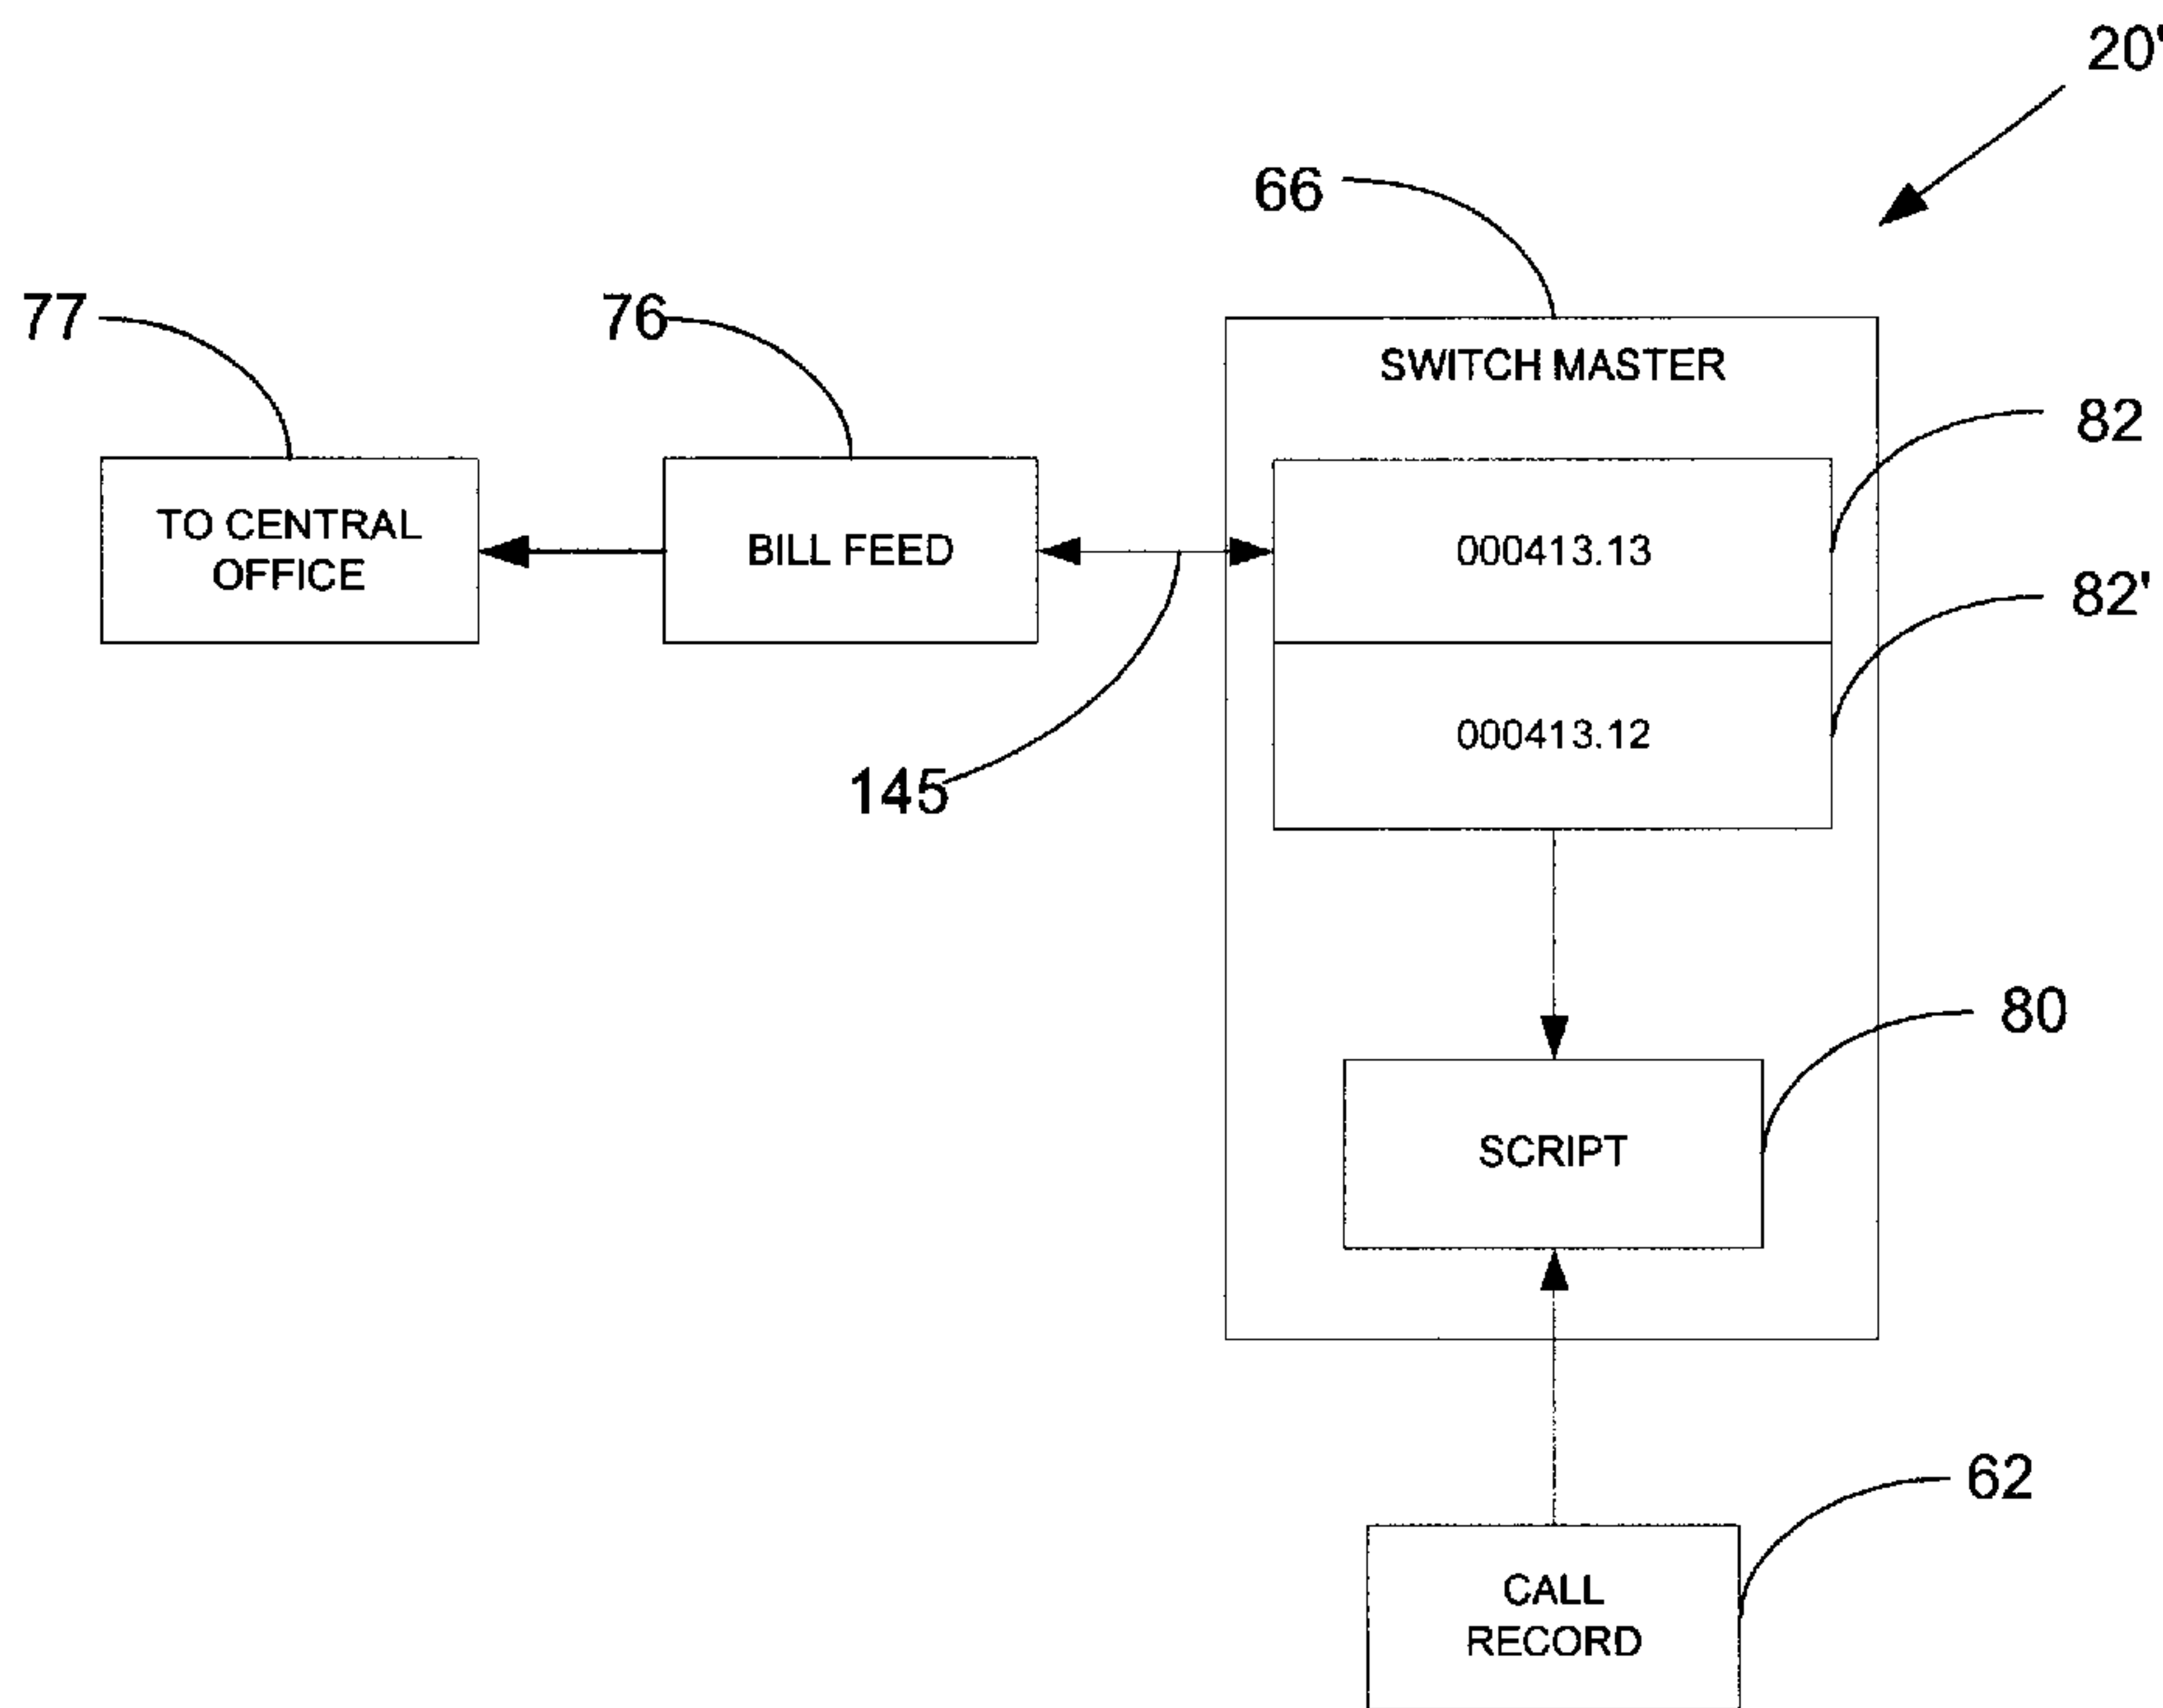 20'
66
77
76
SWITCH MASTER
82
TO CENTRAL
OFFICE
BILL FEED
000413.13
82'
000413.12
145
80
SCRIPT
62
CALL
RECORD